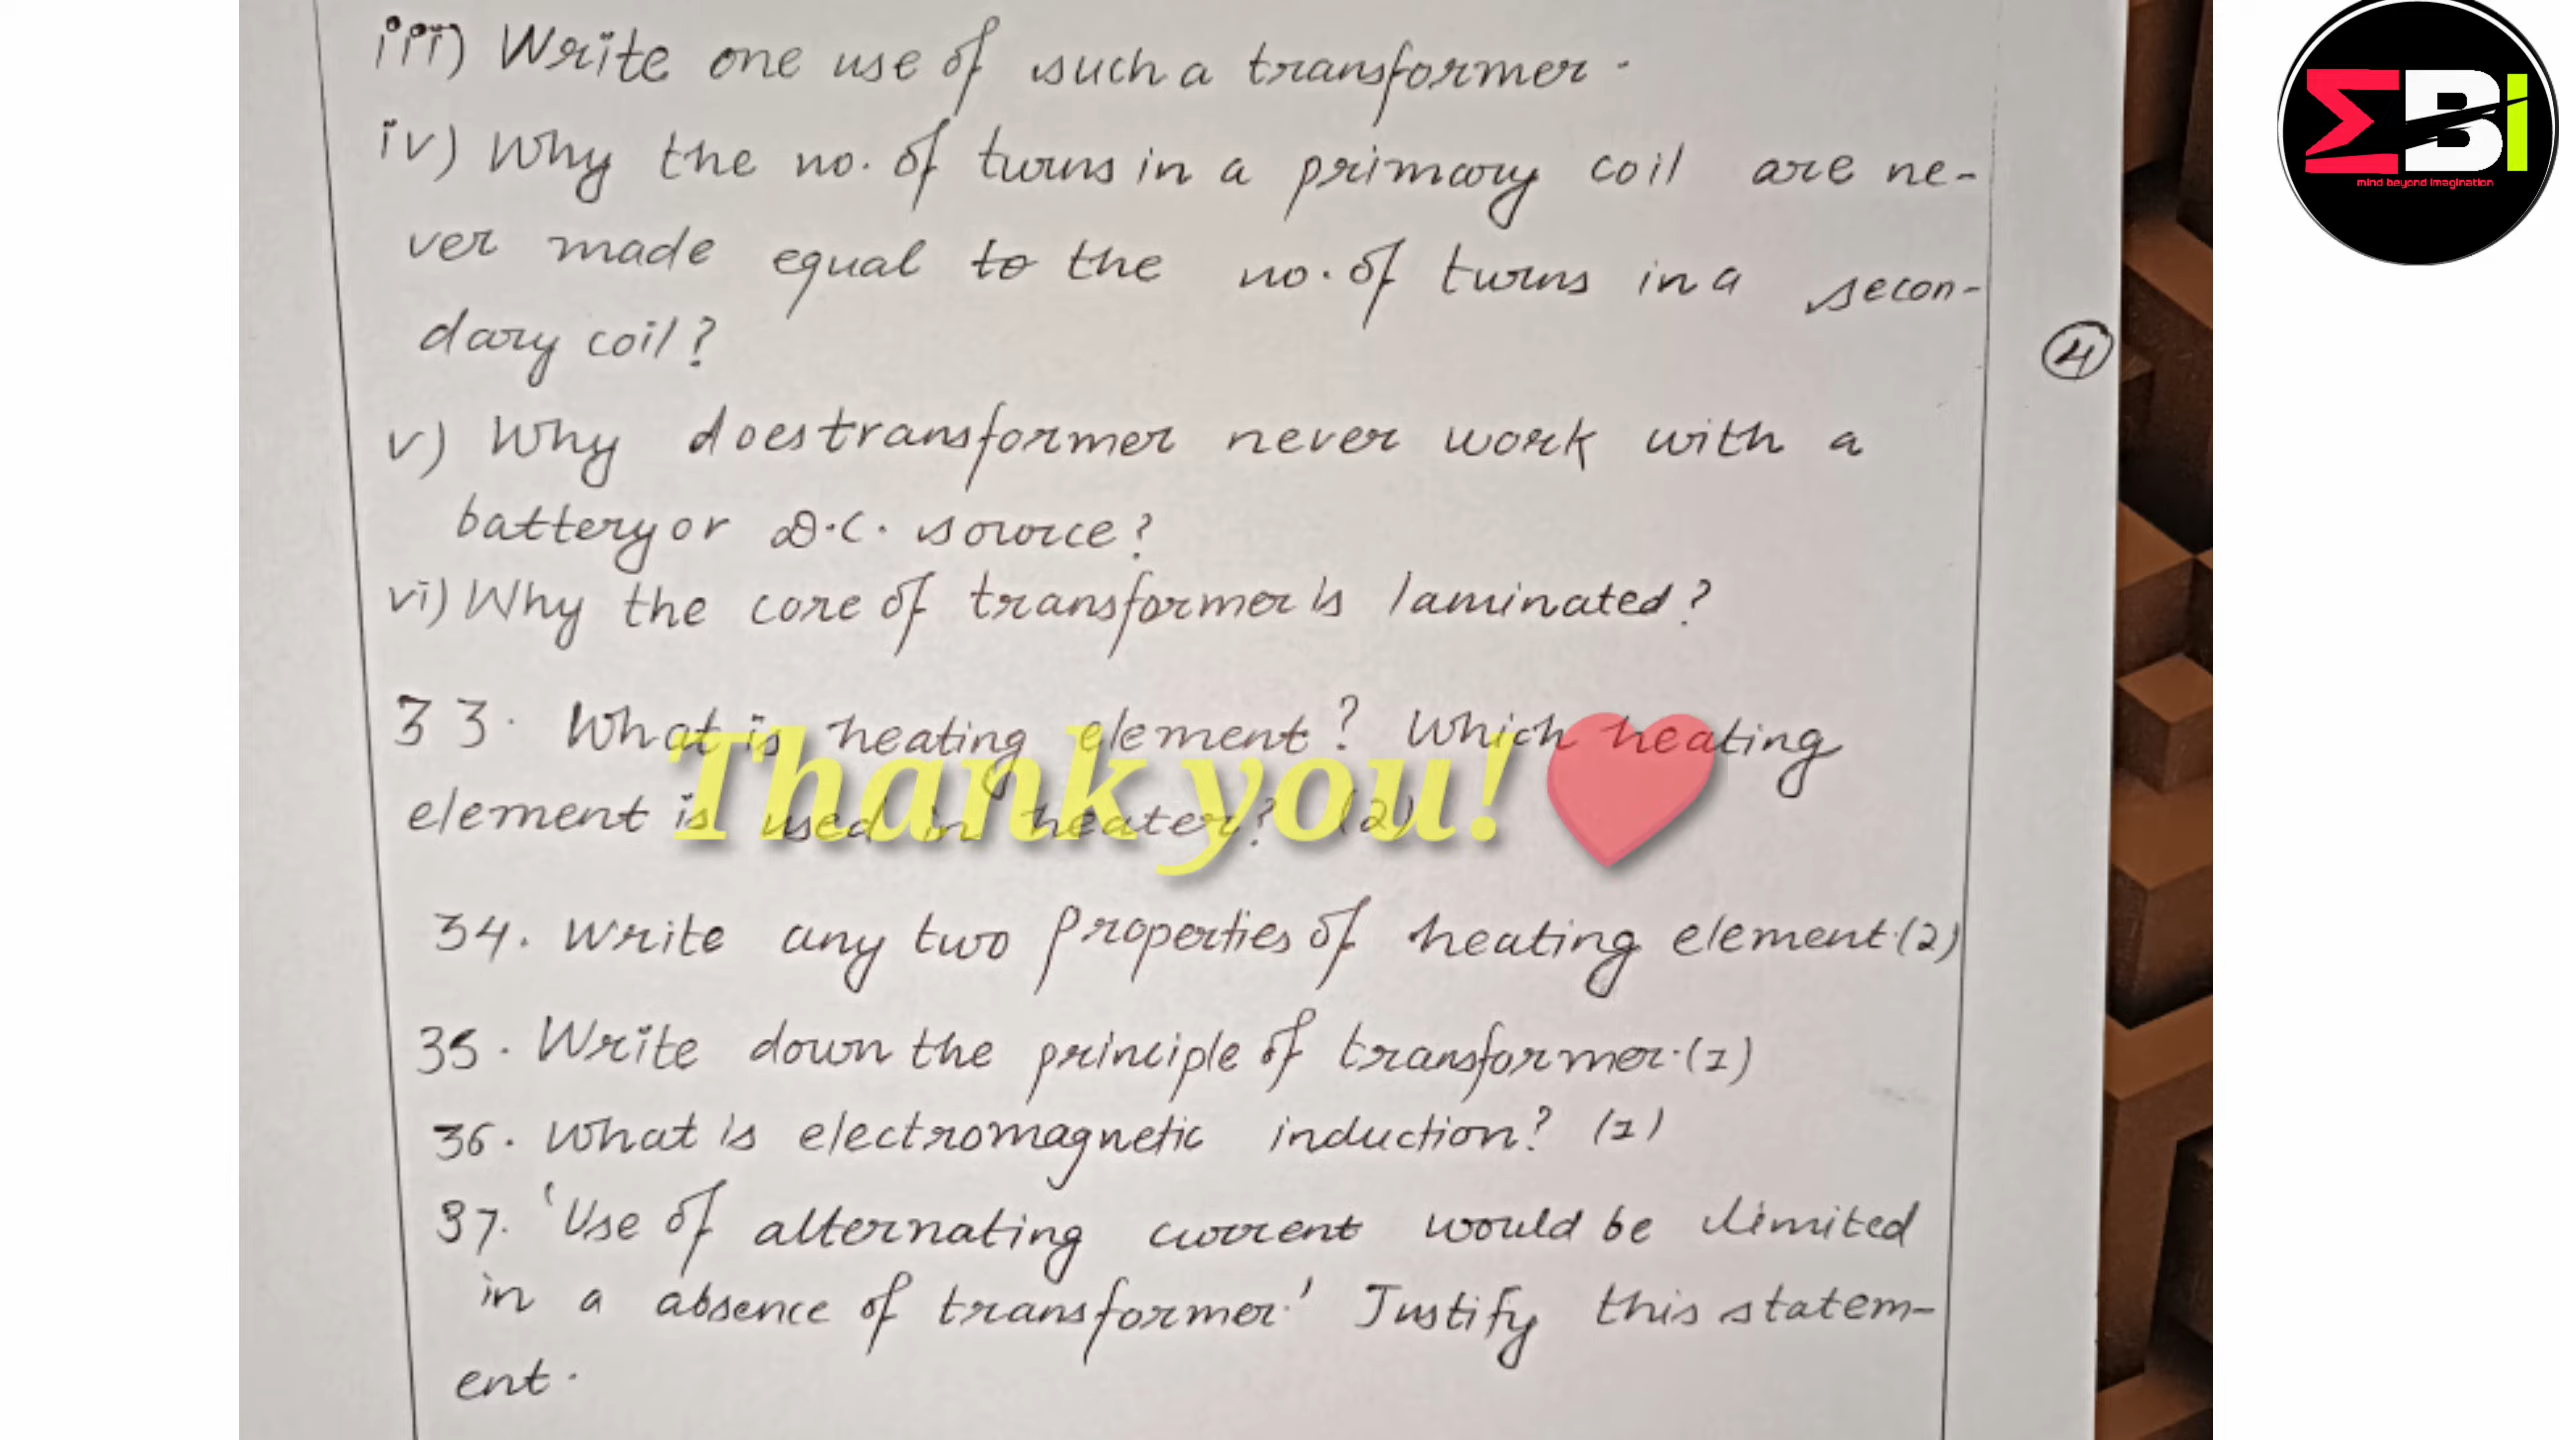 iii) Write one use of such a transformer.
iv) Why the no. of turns in a primary coil are ne-
ver made equal to the no. of turns in a secon-
dary coil?
4
v) Why does transformer never work with a
battery or D.C. source?
vi) Why the core of transformer is laminated?
33. What is heating element? Which heating
element is used in heater? (2)
Thank you!
34. Write any two properties of heating element.(2)
35. Write down the principle of transformer.(1)
36. What is electromagnetic induction? (1)
37. 'Use of alternating current would be limited
in a absence of transformer.' Justify this statem-
ent.
ΣBI
mind beyond imagination